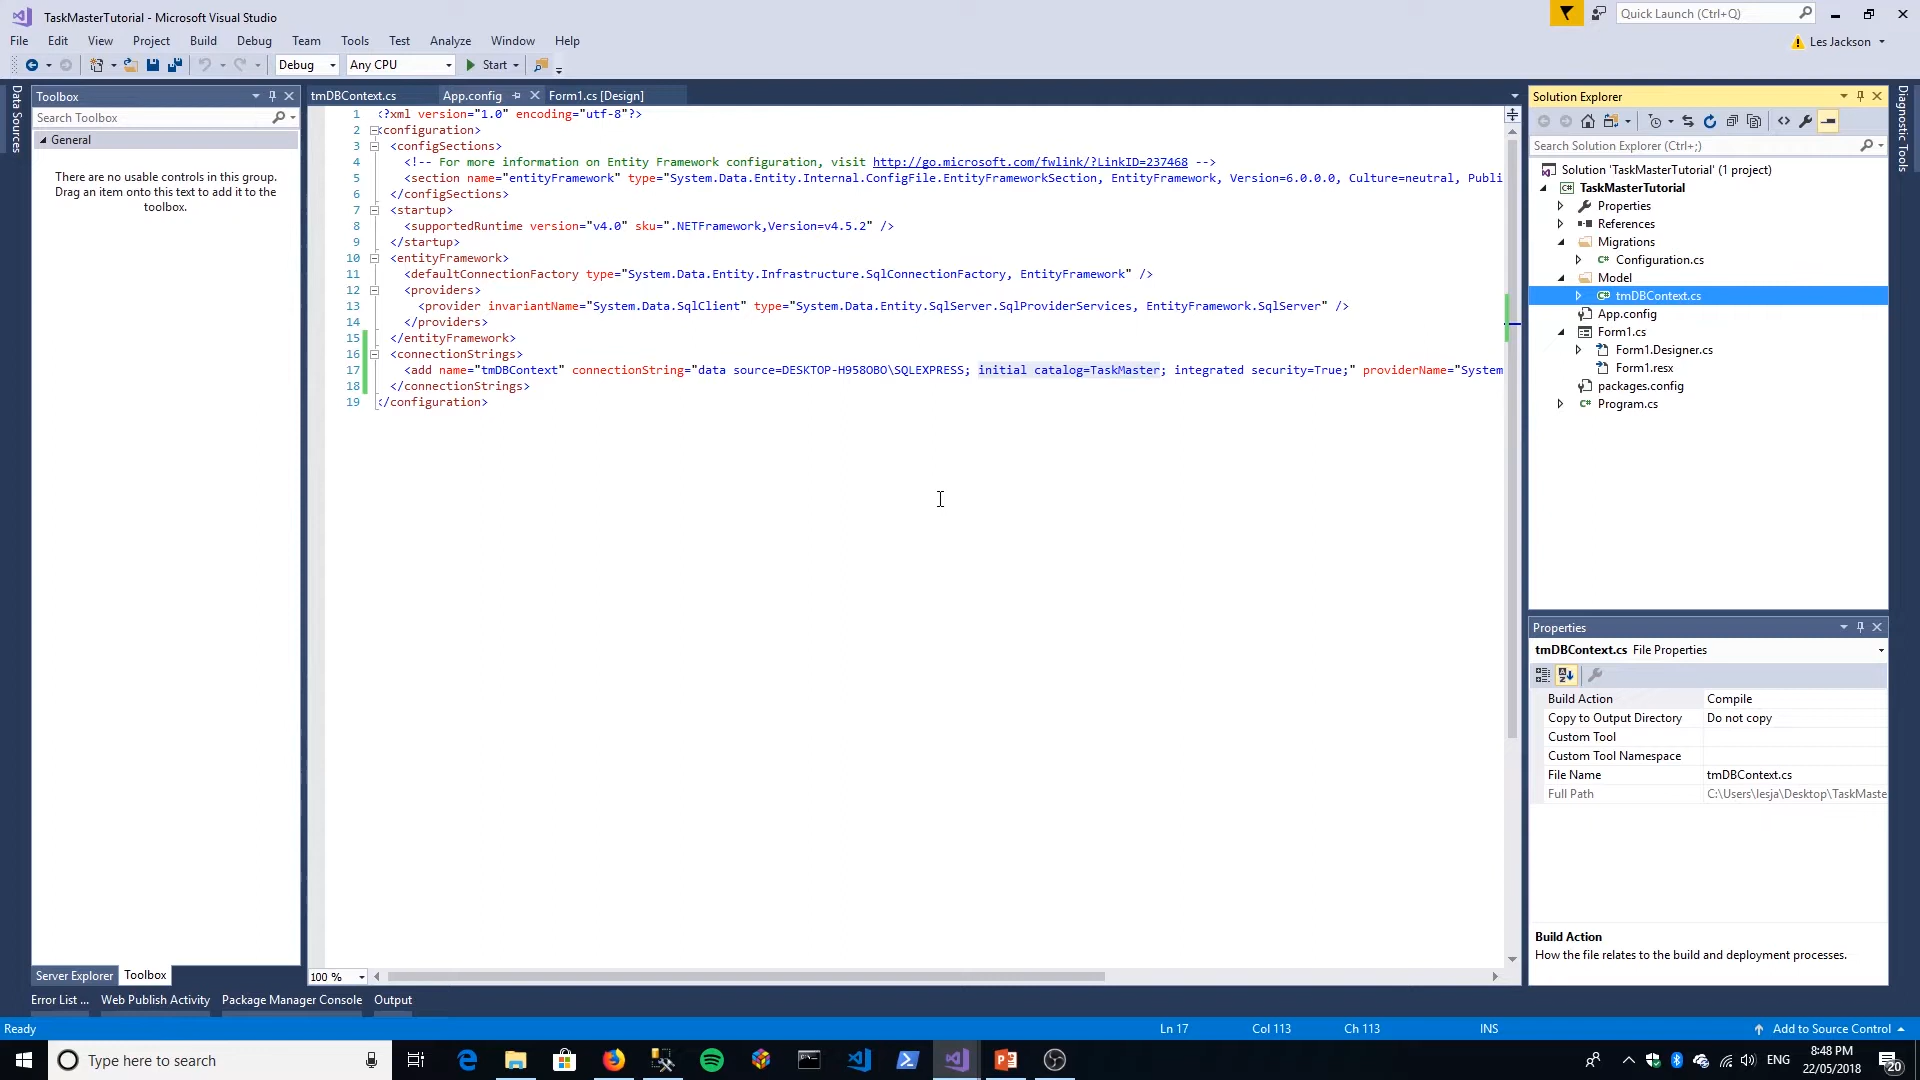 TaskMasterTutorial - Microsoft Visual Studio
Quick Launch (Ctrl+Q)
File Edit View Project Build Debug Team Tools Test Analyze Window Help
Les Jackson
Debug Any CPU Start
Data Sources
Toolbox
Search Toolbox
General
There are no usable controls in this group.
Drag an item onto this text to add it to the
toolbox.
Server Explorer Toolbox
tmDBContext.cs App.config Form1.cs [Design]
1 <?xml version="1.0" encoding="utf-8"?>
2 <configuration>
3 <configSections>
4 <!-- For more information on Entity Framework configuration, visit http://go.microsoft.com/fwlink/?LinkID=237468 -->
5 <section name="entityFramework" type="System.Data.Entity.Internal.ConfigFile.EntityFrameworkSection, EntityFramework, Version=6.0.0.0, Culture=neutral, Publi
6 </configSections>
7 <startup>
8 <supportedRuntime version="v4.0" sku=".NETFramework,Version=v4.5.2" />
9 </startup>
10 <entityFramework>
11 <defaultConnectionFactory type="System.Data.Entity.Infrastructure.SqlConnectionFactory, EntityFramework" />
12 <providers>
13 <provider invariantName="System.Data.SqlClient" type="System.Data.Entity.SqlServer.SqlProviderServices, EntityFramework.SqlServer" />
14 </providers>
15 </entityFramework>
16 <connectionStrings>
17 <add name="tmDBContext" connectionString="data source=DESKTOP-H958OBO\SQLEXPRESS; initial catalog=TaskMaster; integrated security=True;" providerName="System
18 </connectionStrings>
19 </configuration>
100 %
Solution Explorer
Search Solution Explorer (Ctrl+;)
Solution 'TaskMasterTutorial' (1 project)
TaskMasterTutorial
Properties
References
Migrations
Configuration.cs
Model
tmDBContext.cs
App.config
Form1.cs
Form1.Designer.cs
Form1.resx
packages.config
Program.cs
Diagnostic Tools
Properties
tmDBContext.cs File Properties
Build Action Compile
Copy to Output Directory Do not copy
Custom Tool
Custom Tool Namespace
File Name tmDBContext.cs
Full Path C:\Users\lesja\Desktop\TaskMaste
Build Action
How the file relates to the build and deployment processes.
Error List ... Web Publish Activity Package Manager Console Output
Ready Ln 17 Col 113 Ch 113 INS Add to Source Control
Type here to search
ENG
8:48 PM
22/05/2018
20